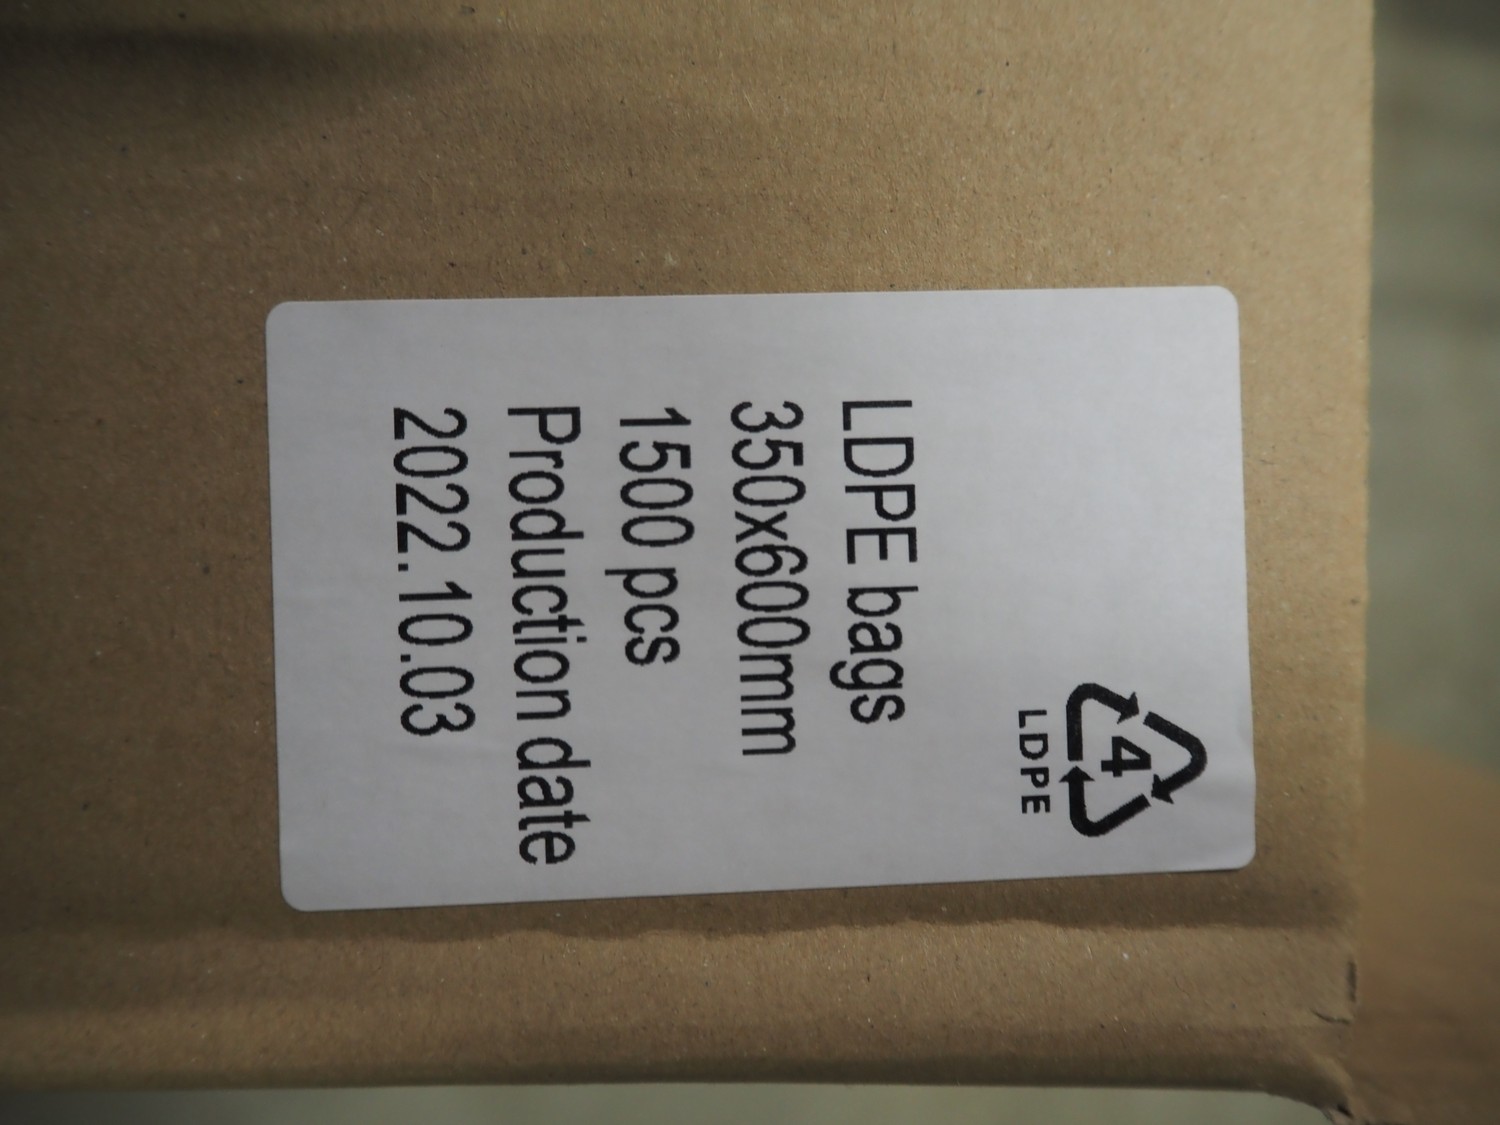 4
LDPE
LDPE bags
350x600mm
1500 pcs
Production date
2022.10.03